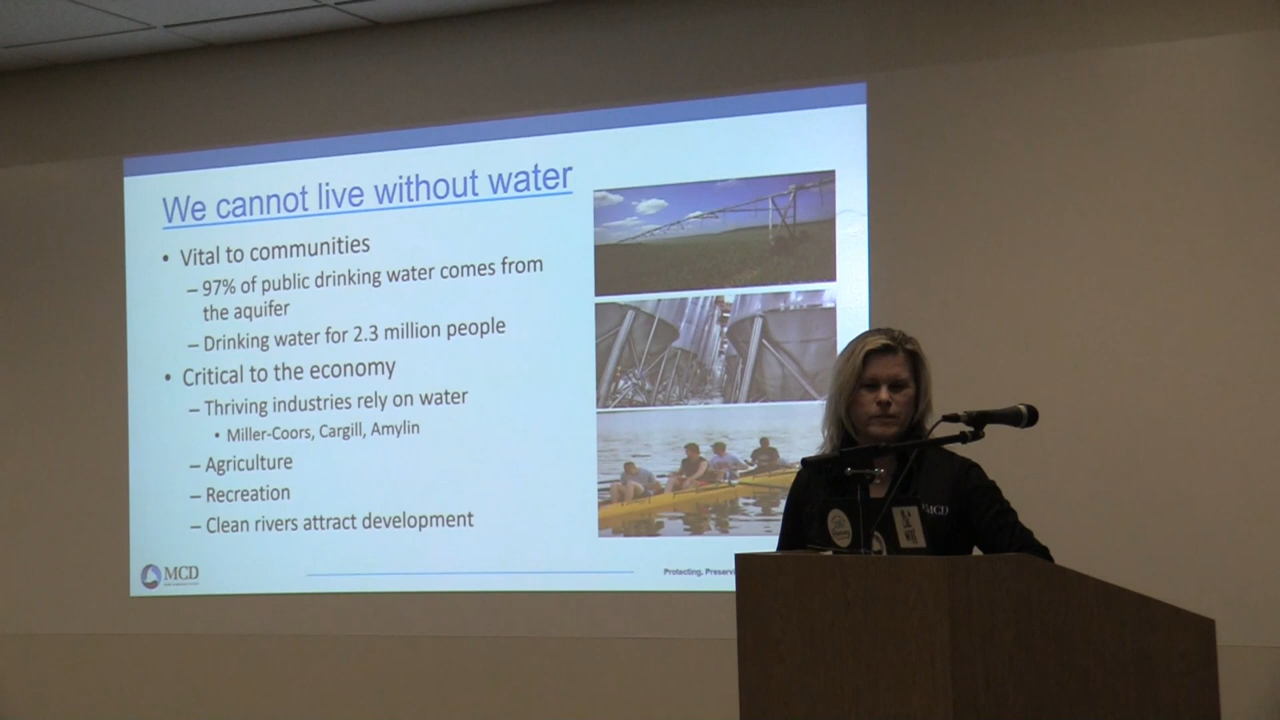 We cannot live without water
• Vital to communities
– 97% of public drinking water comes from
the aquifer
– Drinking water for 2.3 million people
• Critical to the economy
– Thriving industries rely on water
• Miller-Coors, Cargill, Amylin
– Agriculture
– Recreation
– Clean rivers attract development
MCD
Protecting, Preservi
MCD